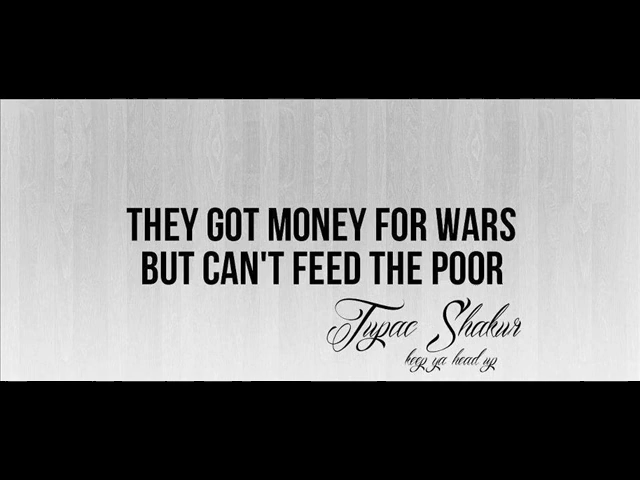 THEY GOT MONEY FOR WARS
BUT CAN'T FEED THE POOR
Tupac Shakur
keep ya head up